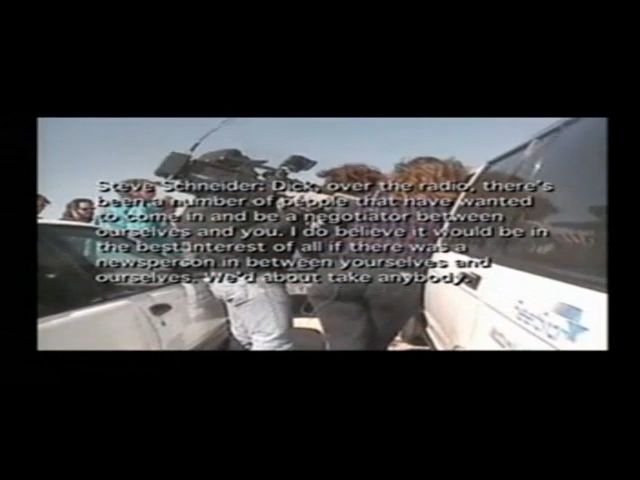 Steve Schneider: Dick, over the radio, there's
been a number of people that have wanted
to come in and be a negotiator between
ourselves and you. I do believe it would be in
the best interest of all if there was a
newsperson in between yourselves and
ourselves. We'd about take anybody.